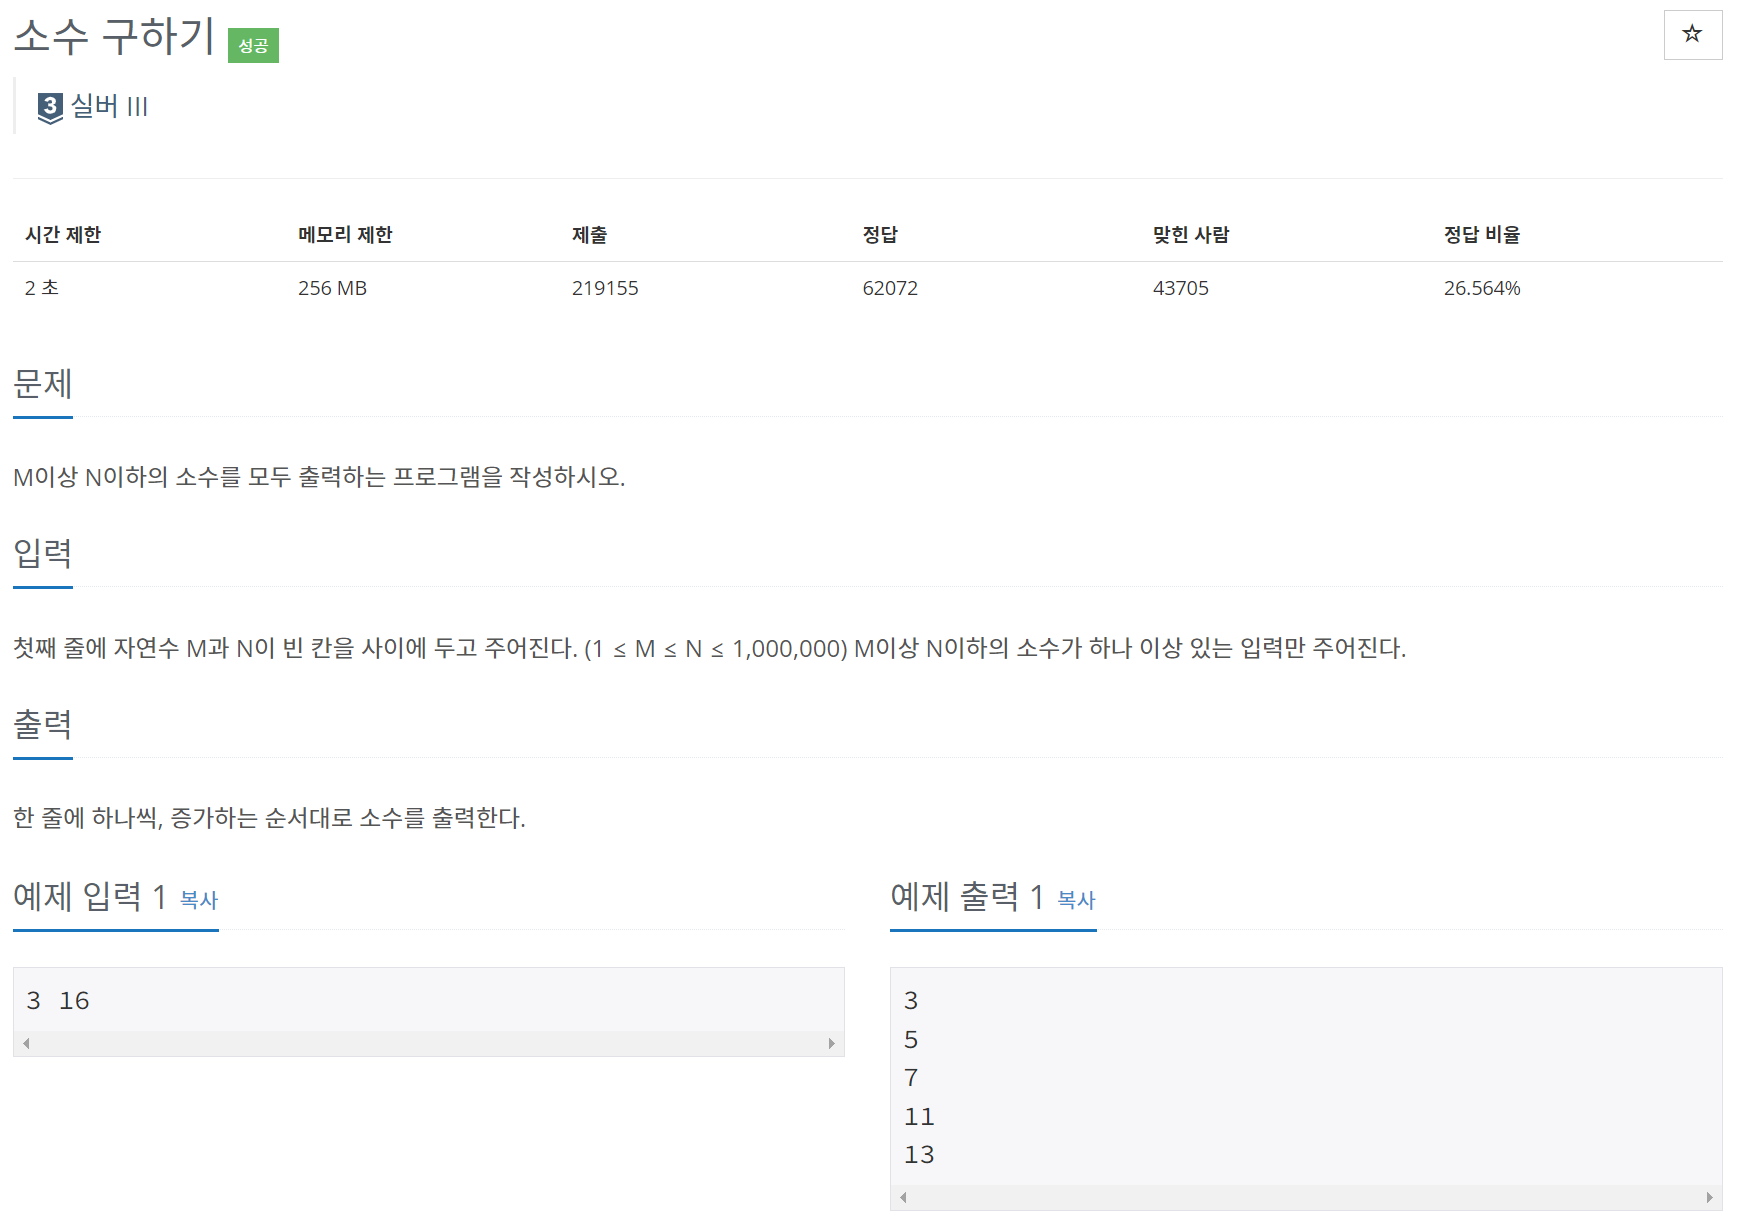 소수 구하기 성공
3 실버 III
시간 제한 메모리 제한 제출 정답 맞힌 사람 정답 비율
2 초 256 MB 219155 62072 43705 26.564%
문제
M이상 N이하의 소수를 모두 출력하는 프로그램을 작성하시오.
입력
첫째 줄에 자연수 M과 N이 빈 칸을 사이에 두고 주어진다. (1 ≤ M ≤ N ≤ 1,000,000) M이상 N이하의 소수가 하나 이상 있는 입력만 주어진다.
출력
한 줄에 하나씩, 증가하는 순서대로 소수를 출력한다.
예제 입력 1 복사
3 16
예제 출력 1 복사
3
5
7
11
13